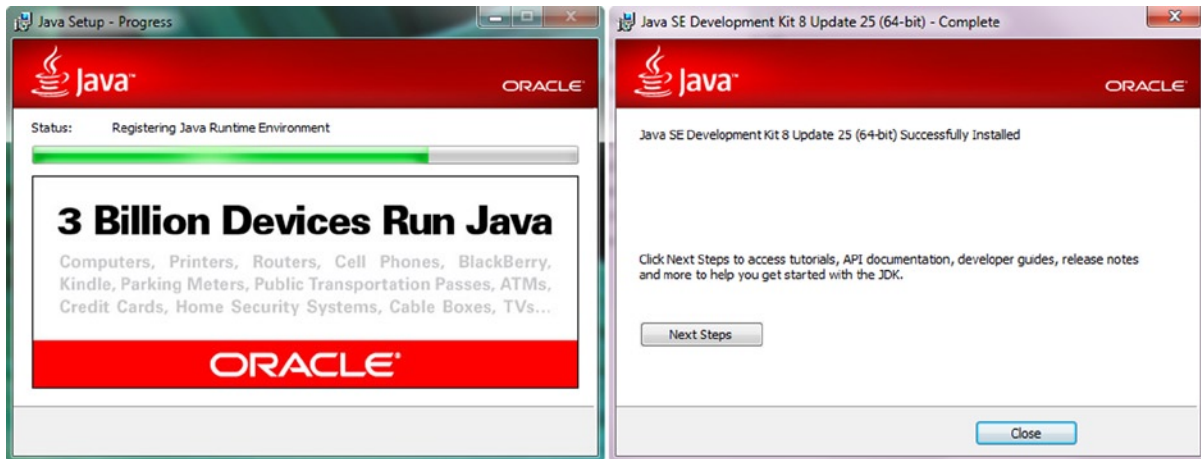 Java Setup - Progress
Java™
ORACLE®
Status: Registering Java Runtime Environment
3 Billion Devices Run Java
Computers, Printers, Routers, Cell Phones, BlackBerry,
Kindle, Parking Meters, Public Transportation Passes, ATMs,
Credit Cards, Home Security Systems, Cable Boxes, TVs...
ORACLE®
Java SE Development Kit 8 Update 25 (64-bit) - Complete
Java™
ORACLE®
Java SE Development Kit 8 Update 25 (64-bit) Successfully Installed
Click Next Steps to access tutorials, API documentation, developer guides, release notes
and more to help you get started with the JDK.
Next Steps
Close